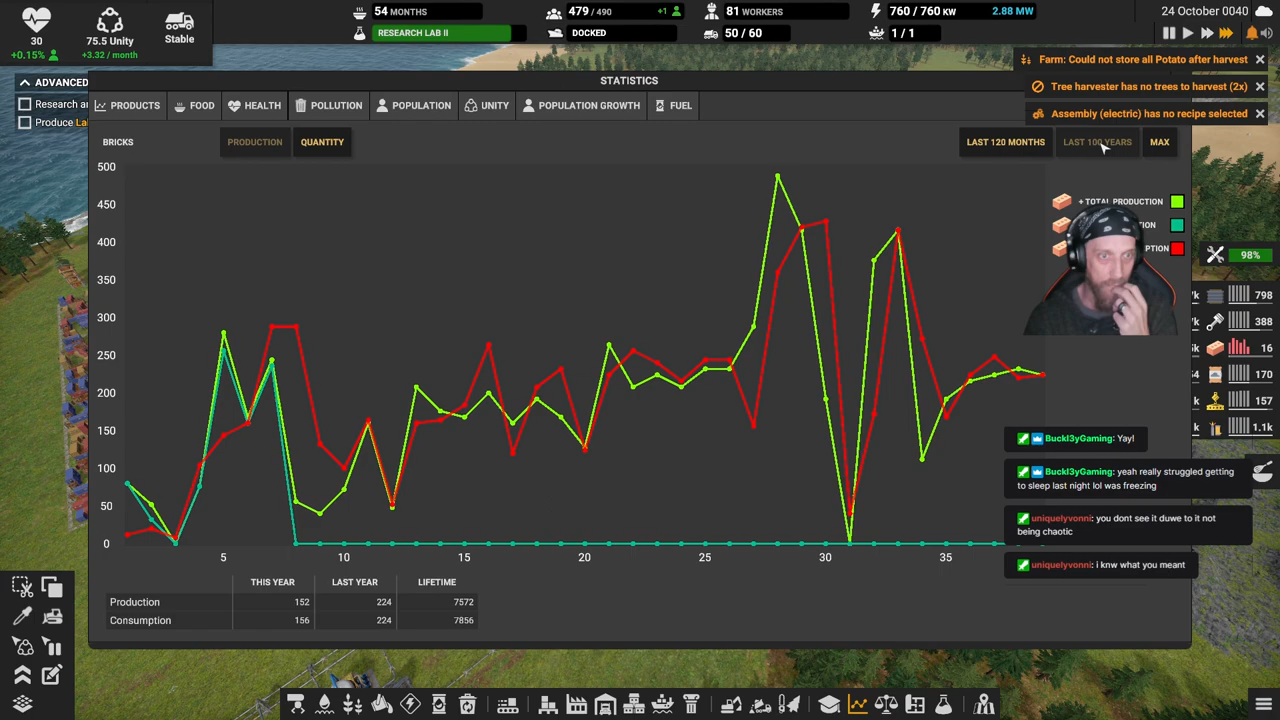 30
+0.15%
75.5 Unity
+3.32 / month
Stable
54 MONTHS
RESEARCH LAB II
479 / 490
+1
DOCKED
81 WORKERS
50 / 60
760 / 760 KW
2.88 MW
1 / 1
24 October 0040
ADVANCED
Research a
Produce La
Farm: Could not store all Potato after harvest
Tree harvester has no trees to harvest (2x)
Assembly (electric) has no recipe selected
STATISTICS
PRODUCTS
FOOD
HEALTH
POLLUTION
POPULATION
UNITY
POPULATION GROWTH
FUEL
BRICKS
PRODUCTION
QUANTITY
LAST 120 MONTHS
LAST 100 YEARS
MAX
500
450
400
350
300
250
200
150
100
50
0
5
10
15
20
25
30
35
+ TOTAL PRODUCTION
TION
PTION
98%
798
388
16
374
170
157
1.1k
Buckl3yGaming: Yay!
Buckl3yGaming: yeah really struggled getting
to sleep last night lol was freezing
uniquelyvonni: you dont see it duwe to it not
being chaotic
uniquelyvonni: i knw what you meant
THIS YEAR
LAST YEAR
LIFETIME
Production
152
224
7572
Consumption
156
224
7856